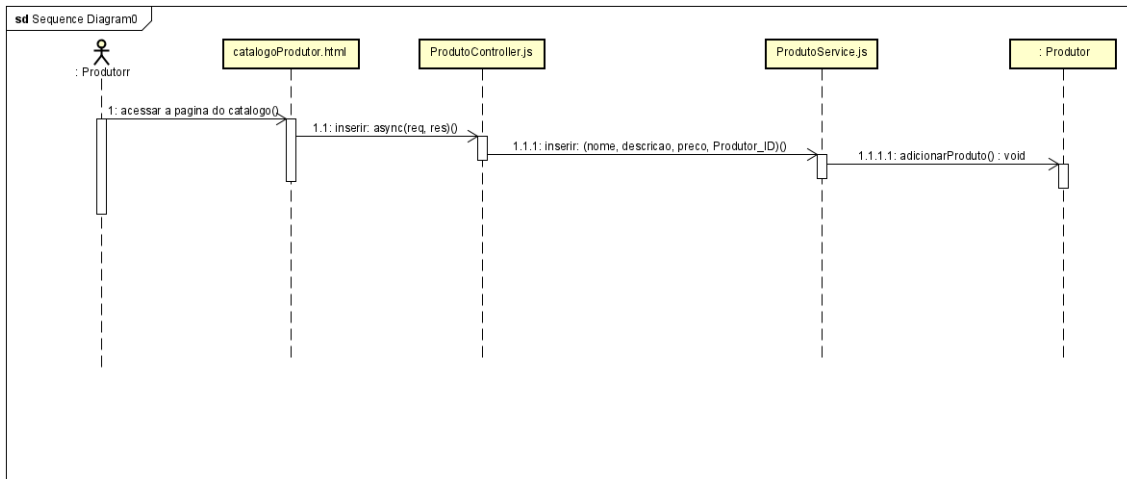 sd Sequence Diagram0
: Produtorr
catalogoProdutor.html
ProdutoController.js
ProdutoService.js
: Produtor
1: acessar a pagina do catalogo()
1.1: inserir: async(req, res)()
1.1.1: inserir: (nome, descricao, preco, Produtor_ID)()
1.1.1.1: adicionarProduto() : void